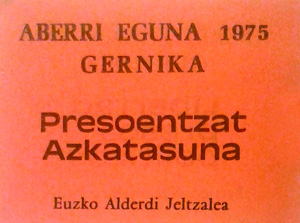 ABERRI EGUNA 1975
GERNIKA
Presoentzat
Azkatasuna
Euzko Alderdi Jeltzalea